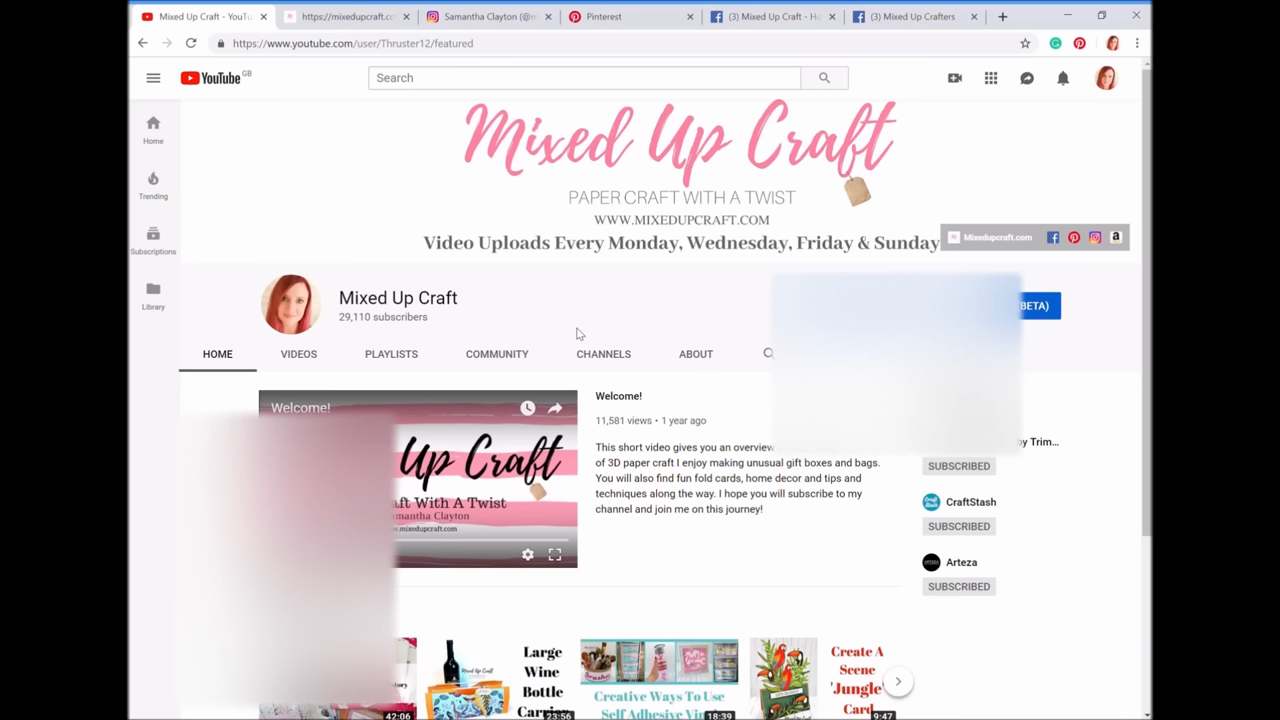 Mixed Up Craft - YouTu
https://mixedupcraft.co
Samantha Clayton (@m
Pinterest
(3) Mixed Up Craft - Ho
(3) Mixed Up Crafters
https://www.youtube.com/user/Thruster12/featured
YouTube GB
Search
Mixed Up Craft
PAPER CRAFT WITH A TWIST
WWW.MIXEDUPCRAFT.COM
Video Uploads Every Monday, Wednesday, Friday & Sunday
Mixedupcraft.com
Home
Trending
Subscriptions
Library
Mixed Up Craft
29,110 subscribers
BETA)
HOME
VIDEOS
PLAYLISTS
COMMUNITY
CHANNELS
ABOUT
Welcome!
Up Craft
aft With A Twist
amantha Clayton
.mixedupcraft.com
Welcome!
11,581 views • 1 year ago
This short video gives you an overview
of 3D paper craft I enjoy making unusual gift boxes and bags.
You will also find fun fold cards, home decor and tips and
techniques along the way. I hope you will subscribe to my
channel and join me on this journey!
by Trim...
SUBSCRIBED
CraftStash
SUBSCRIBED
Arteza
SUBSCRIBED
42:06
Large
Wine
Bottle
Carrier
23:56
Creative Ways To Use
Self Adhesive Vin
18:39
Create A
Scene
'Jungle
Card
9:47